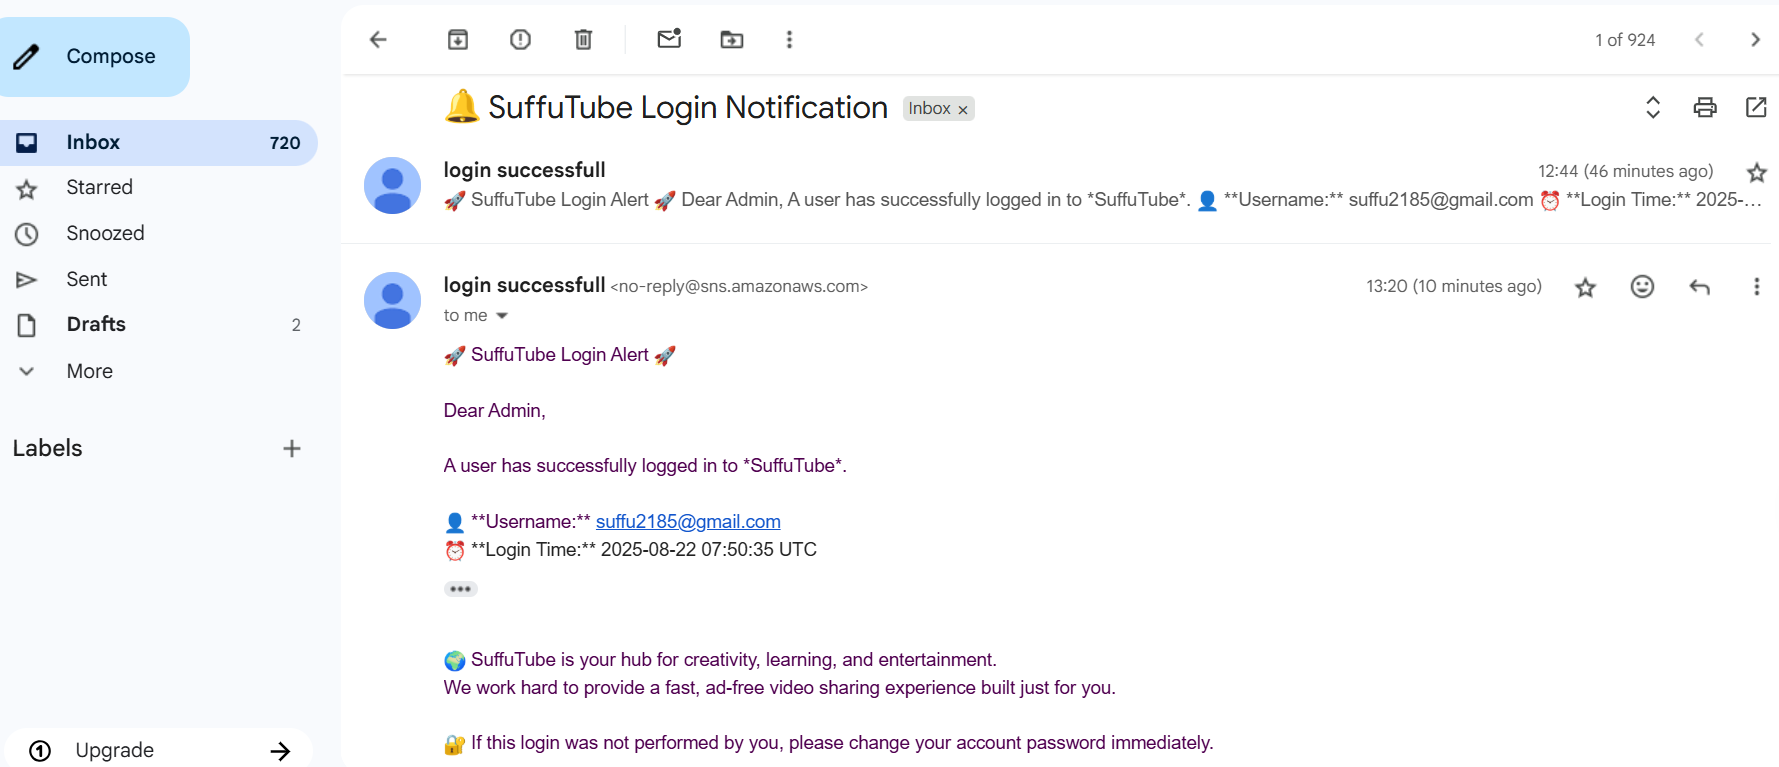 Compose
1 of 924
Inbox 720
Starred
Snoozed
Sent
Drafts 2
More
Labels
Upgrade
🔔 SuffuTube Login Notification Inbox ×
login successfull 12:44 (46 minutes ago)
🚀 SuffuTube Login Alert 🚀 Dear Admin, A user has successfully logged in to *SuffuTube*. 👤 **Username:** suffu2185@gmail.com ⏰ **Login Time:** 2025-…
login successfull <no-reply@sns.amazonaws.com> 13:20 (10 minutes ago)
to me
🚀 SuffuTube Login Alert 🚀
Dear Admin,
A user has successfully logged in to *SuffuTube*.
👤 **Username:** suffu2185@gmail.com
⏰ **Login Time:** 2025-08-22 07:50:35 UTC
🌍 SuffuTube is your hub for creativity, learning, and entertainment.
We work hard to provide a fast, ad-free video sharing experience built just for you.
🔐 If this login was not performed by you, please change your account password immediately.